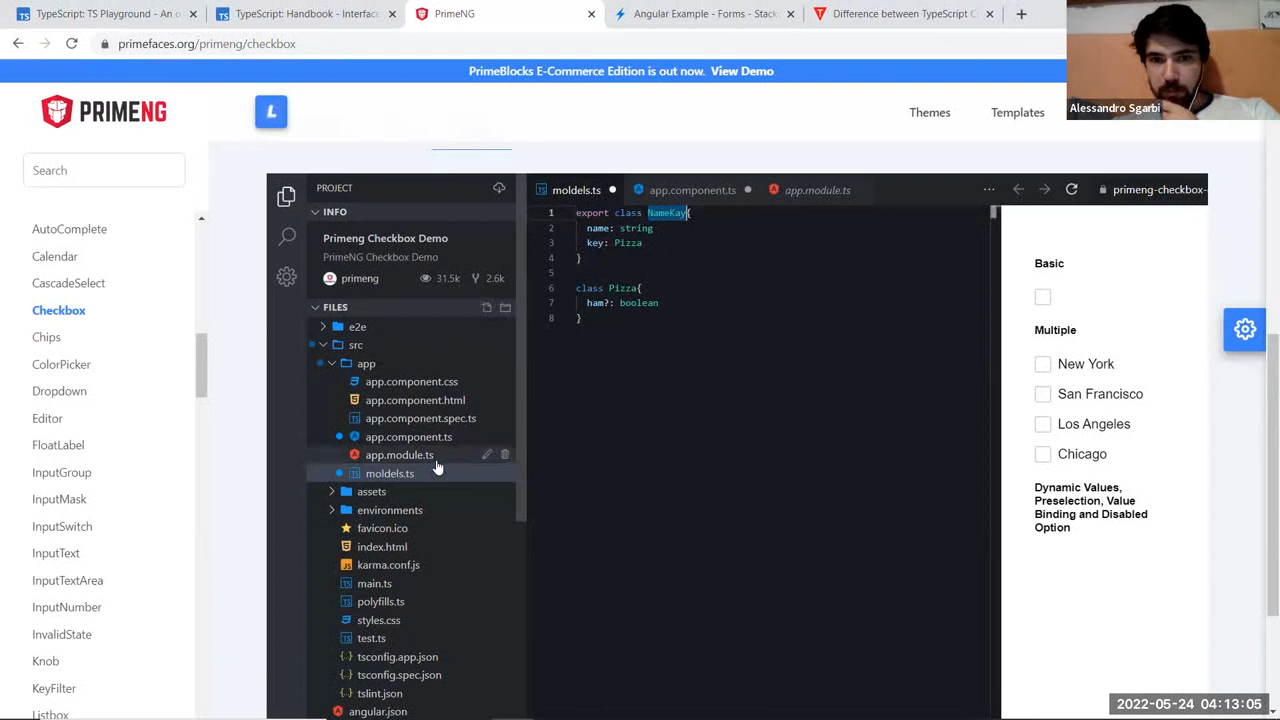 TypeScript: TS Playground - An o
TypeScript: Handbook - Interfac
PrimeNG
Angular Example - Forms - Stack
Difference between TypeScript C
primefaces.org/primeng/checkbox
PrimeBlocks E-Commerce Edition is out now. View Demo
PRIMENG
L
Themes
Templates
Alessandro Sgarbi
Search
AutoComplete
Calendar
CascadeSelect
Checkbox
Chips
ColorPicker
Dropdown
Editor
FloatLabel
InputGroup
InputMask
InputSwitch
InputText
InputTextArea
InputNumber
InvalidState
Knob
KeyFilter
Listbox
PROJECT
INFO
Primeng Checkbox Demo
PrimeNG Checkbox Demo
primeng 31.5k 2.6k
FILES
e2e
src
app
app.component.css
app.component.html
app.component.spec.ts
app.component.ts
app.module.ts
moldels.ts
assets
environments
favicon.ico
index.html
karma.conf.js
main.ts
polyfills.ts
styles.css
test.ts
tsconfig.app.json
tsconfig.spec.json
tslint.json
angular.json
moldels.ts
app.component.ts
app.module.ts
1 export class NameKay{
2 name: string
3 key: Pizza
4 }
5
6 class Pizza{
7 ham?: boolean
8 }
primeng-checkbox-
Basic
Multiple
New York
San Francisco
Los Angeles
Chicago
Dynamic Values,
Preselection, Value
Binding and Disabled
Option
2022-05-24 04:13:05